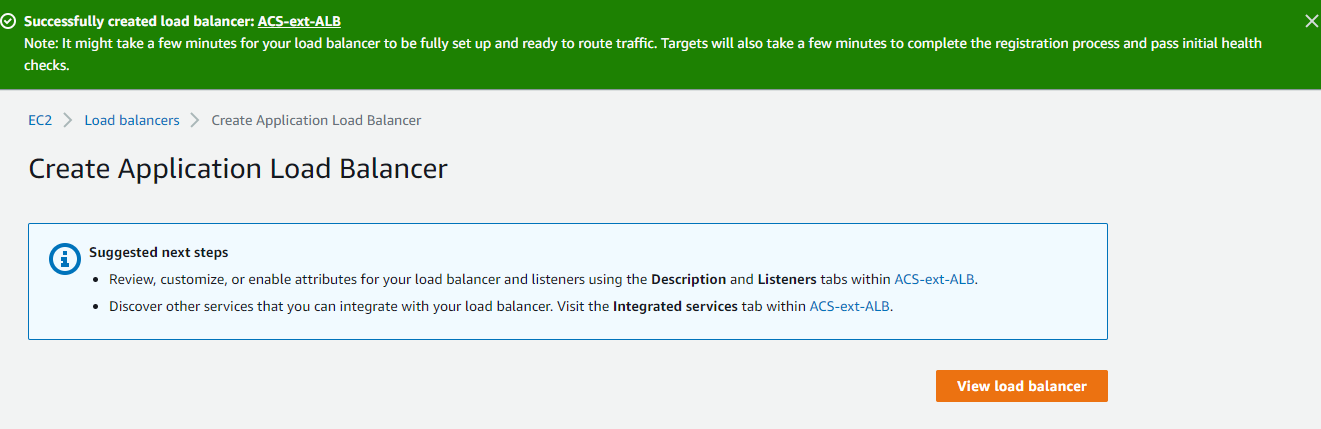 Successfully created load balancer: ACS-ext-ALB
Note: It might take a few minutes for your load balancer to be fully set up and ready to route traffic. Targets will also take a few minutes to complete the registration process and pass initial health
checks.
EC2 > Load balancers > Create Application Load Balancer
Create Application Load Balancer
Suggested next steps
• Review, customize, or enable attributes for your load balancer and listeners using the Description and Listeners tabs within ACS-ext-ALB.
• Discover other services that you can integrate with your load balancer. Visit the Integrated services tab within ACS-ext-ALB.
View load balancer